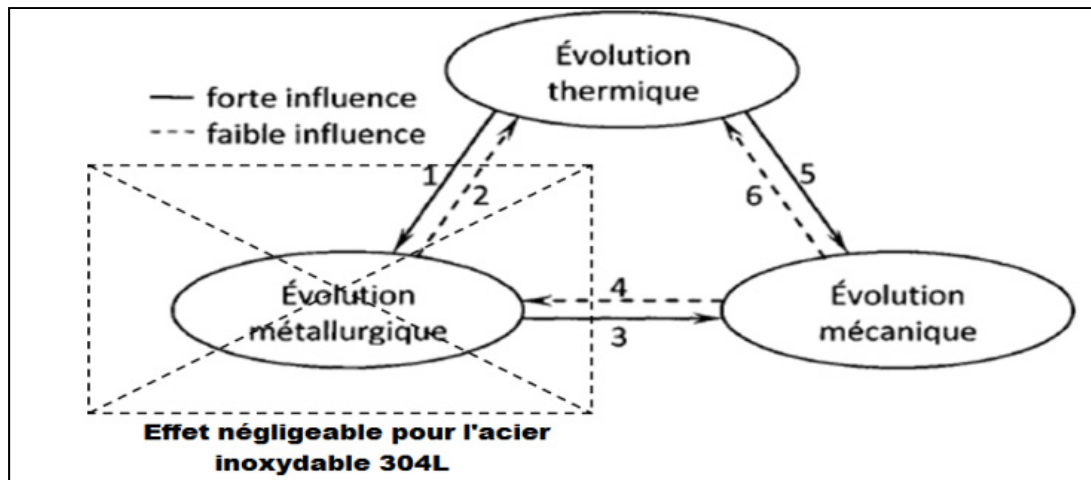 Évolution
thermique
forte influence
faible influence
1
2
5
6
Évolution
métallurgique
4
3
Évolution
mécanique
Effet négligeable pour l'acier
inoxydable 304L